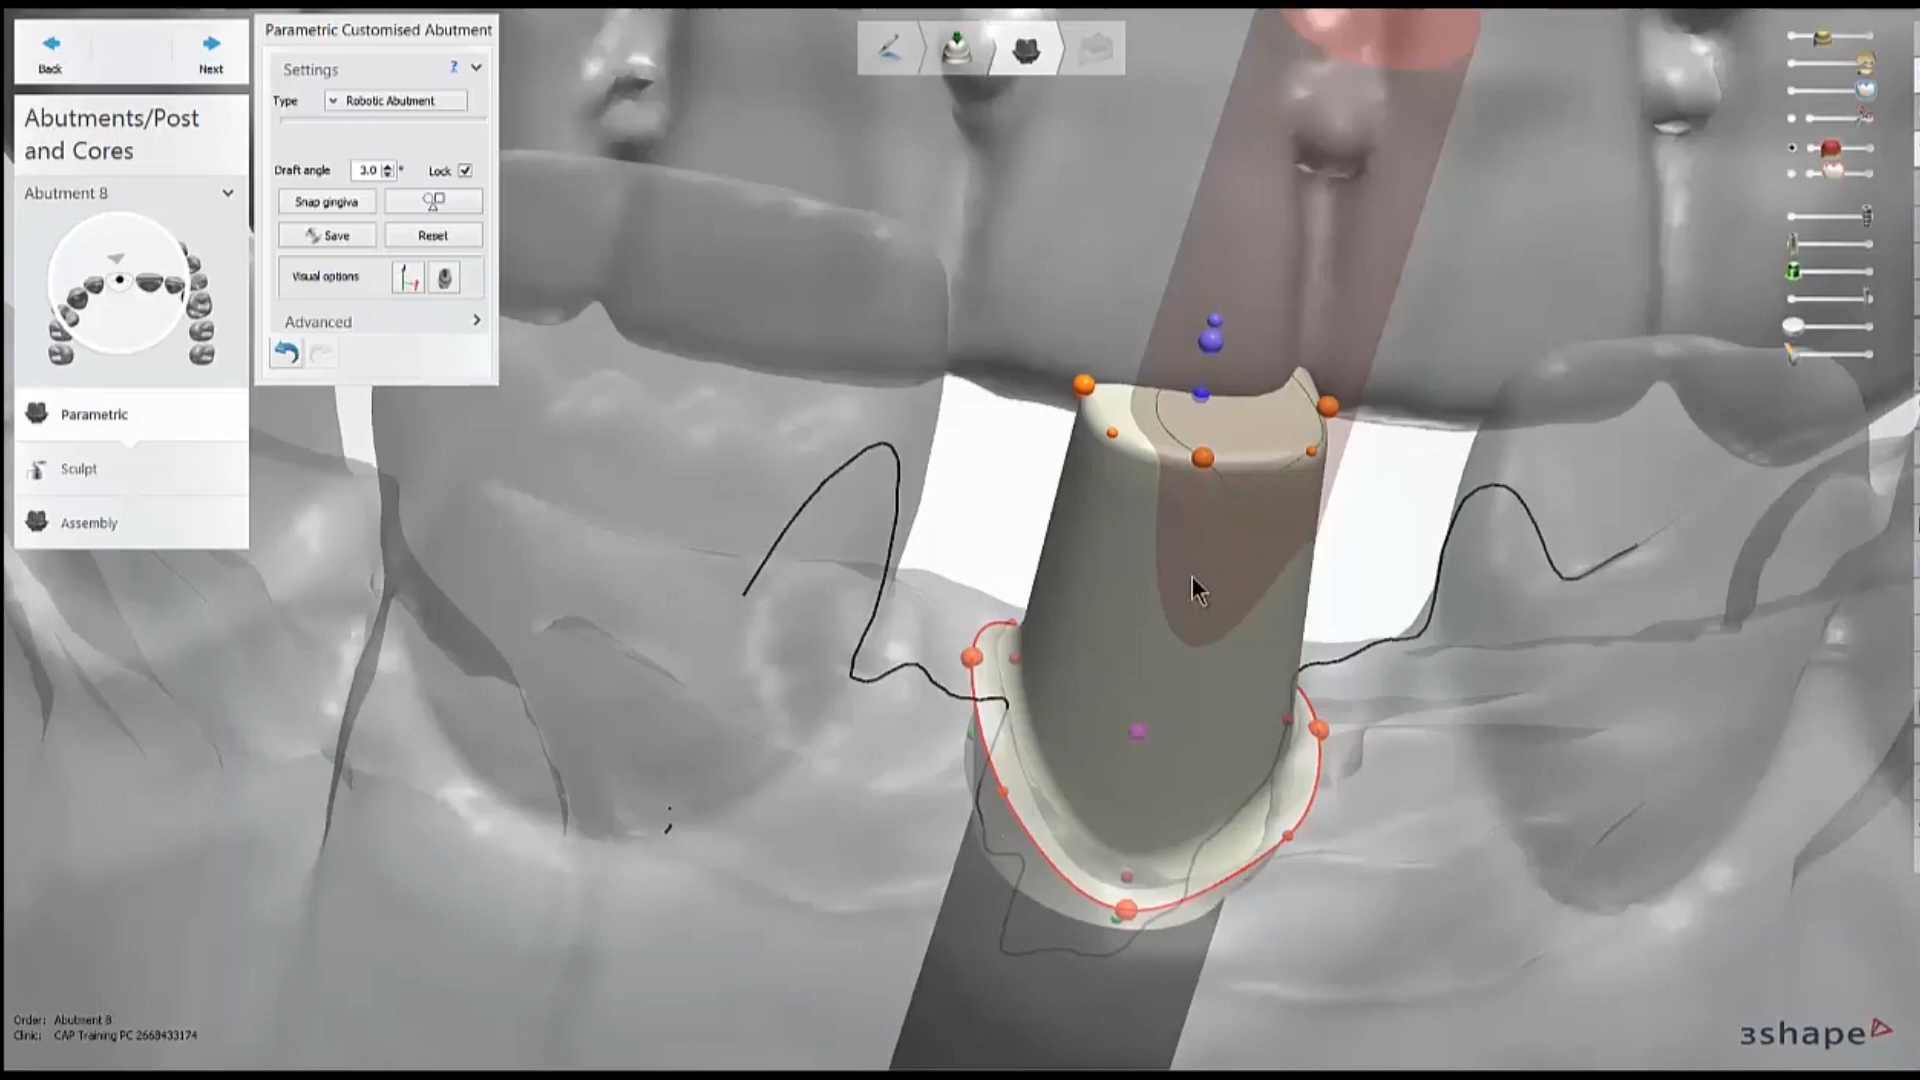 Back
Next
Abutments/Post
and Cores
Abutment 8
Parametric
Sculpt
Assembly
Parametric Customised Abutment
Settings
?
Type
Robotic Abutment
Draft angle
3.0
°
Lock
Snap gingiva
Save
Reset
Visual options
Advanced
Order: Abutment 8
Clinic: CAP Training PC 2668433174
3shape